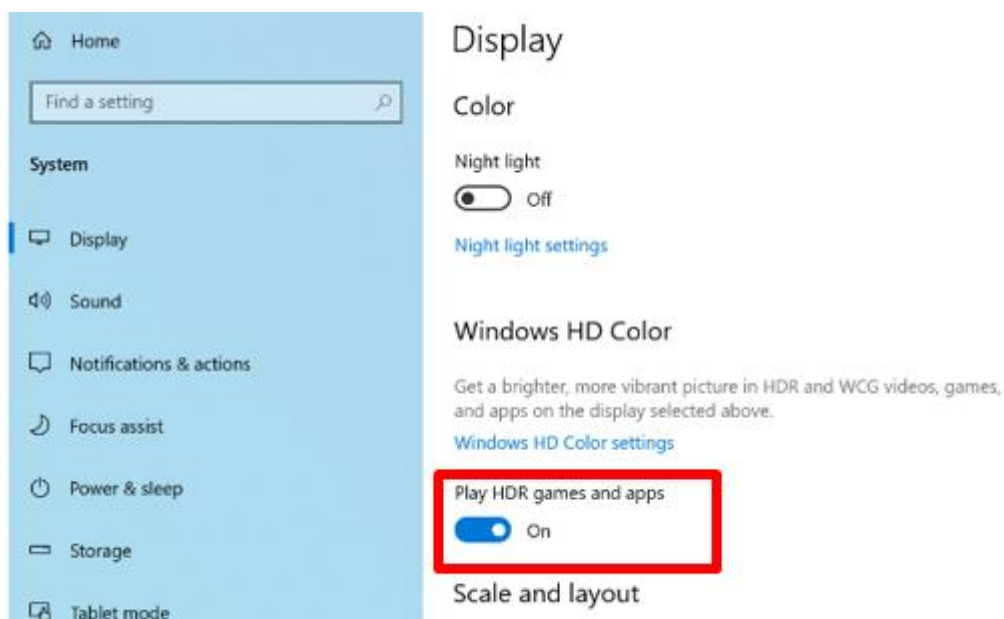 Home
Find a setting
System
Display
Sound
Notifications & actions
Focus assist
Power & sleep
Storage
Tablet mode
Display
Color
Night light
Off
Night light settings
Windows HD Color
Get a brighter, more vibrant picture in HDR and WCG videos, games,
and apps on the display selected above.
Windows HD Color settings
Play HDR games and apps
On
Scale and layout